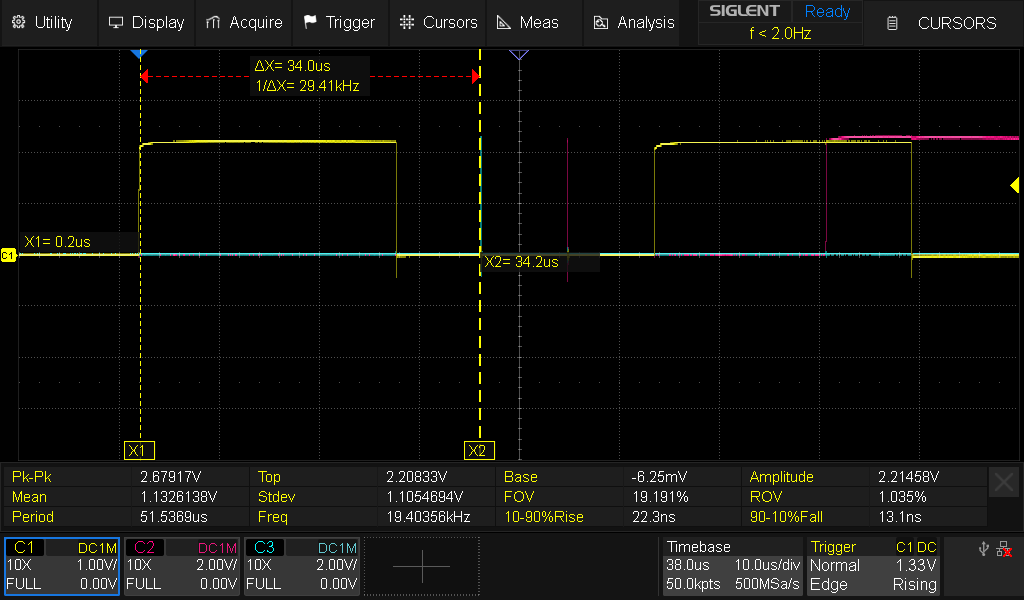 Utility Display Acquire Trigger Cursors Meas Analysis SIGLENT Ready CURSORS
f < 2.0Hz
ΔX= 34.0us
1/ΔX= 29.41kHz
X1= 0.2us
C1
X2= 34.2us
X1 X2
Pk-Pk 2.67917V Top 2.20833V Base -6.25mV Amplitude 2.21458V
Mean 1.1326138V Stdev 1.1054694V FOV 19.191% ROV 1.035%
Period 51.5369us Freq 19.40356kHz 10-90%Rise 22.3ns 90-10%Fall 13.1ns
C1 DC1M C2 DC1M C3 DC1M Timebase Trigger C1 DC
10X 1.00V/ 10X 2.00V/ 10X 2.00V/ 38.0us 10.0us/div Normal 1.33V
FULL 0.00V FULL 0.00V FULL 0.00V 50.0kpts 500MSa/s Edge Rising